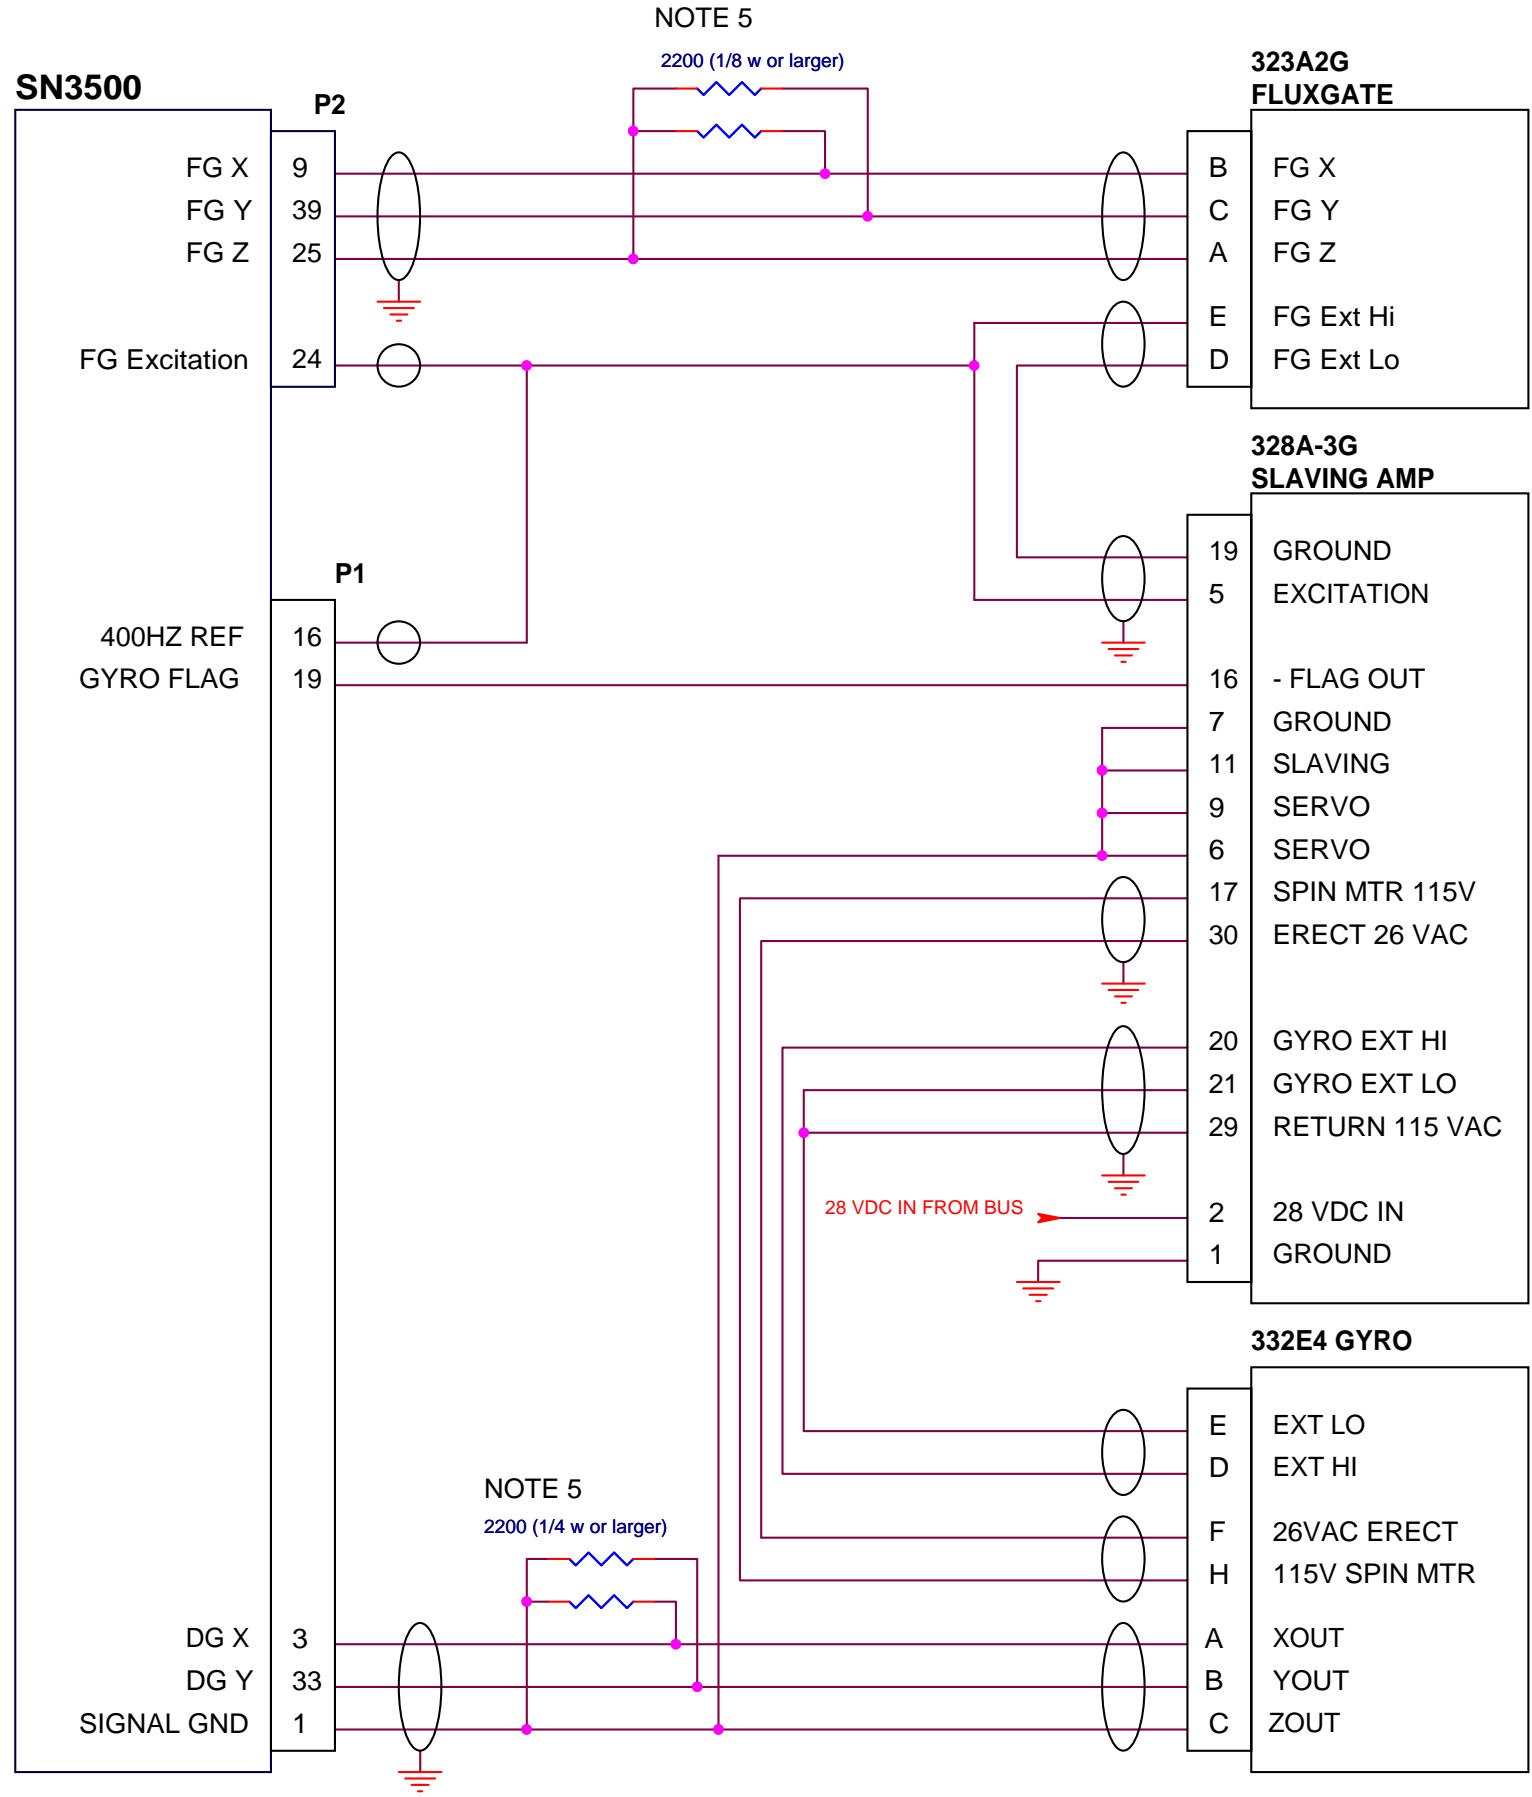 NOTE 5
2200 (1/8 w or larger)
SN3500
P2
FG X 9
FG Y 39
FG Z 25
FG Excitation 24
P1
400HZ REF 16
GYRO FLAG 19
323A2G
FLUXGATE
B FG X
C FG Y
A FG Z
E FG Ext Hi
D FG Ext Lo
328A-3G
SLAVING AMP
19 GROUND
5 EXCITATION
16 - FLAG OUT
7 GROUND
11 SLAVING
9 SERVO
6 SERVO
17 SPIN MTR 115V
30 ERECT 26 VAC
20 GYRO EXT HI
21 GYRO EXT LO
29 RETURN 115 VAC
28 VDC IN FROM BUS
2 28 VDC IN
1 GROUND
332E4 GYRO
E EXT LO
D EXT HI
F 26VAC ERECT
H 115V SPIN MTR
A XOUT
B YOUT
C ZOUT
NOTE 5
2200 (1/4 w or larger)
DG X 3
DG Y 33
SIGNAL GND 1